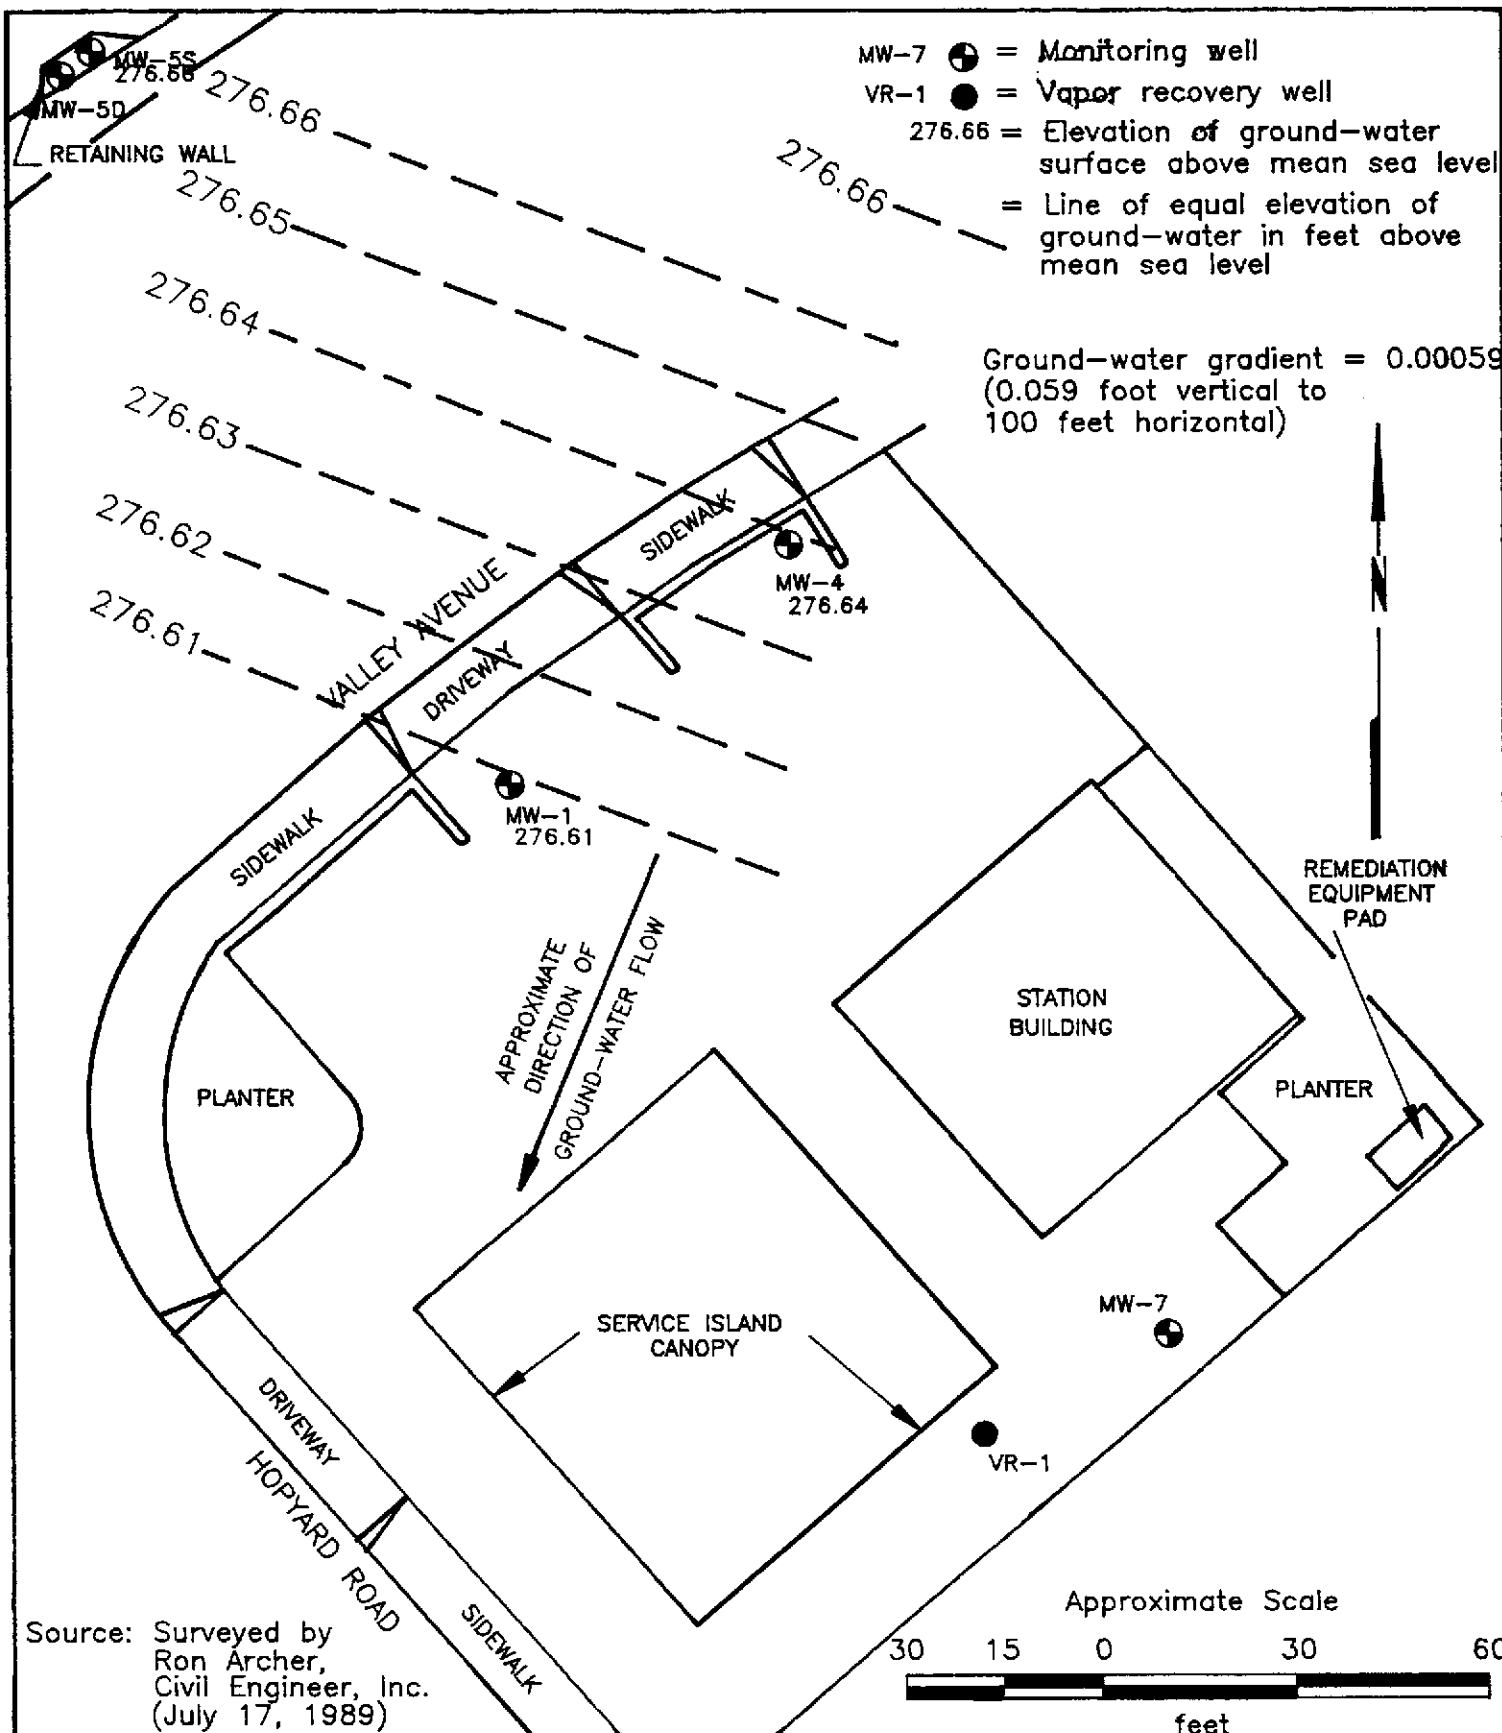 MW-5S
276.66
MW-5D
RETAINING WALL
MW-7 = Monitoring well
VR-1 = Vapor recovery well
276.66 = Elevation of ground-water
surface above mean sea level
276.66 = Line of equal elevation of
ground-water in feet above
mean sea level
276.66
276.65
276.64
276.63
276.62
276.61
Ground-water gradient = 0.00059
(0.059 foot vertical to
100 feet horizontal)
N
SIDEWALK
VALLEY AVENUE
DRIVEWAY
MW-4
276.64
MW-1
276.61
SIDEWALK
REMEDIATION
EQUIPMENT
PAD
APPROXIMATE
DIRECTION OF
GROUND-WATER FLOW
STATION
BUILDING
PLANTER
PLANTER
MW-7
SERVICE ISLAND
CANOPY
VR-1
DRIVEWAY
HOPYARD ROAD
SIDEWALK
Source: Surveyed by
Ron Archer,
Civil Engineer, Inc.
(July 17, 1989)
Approximate Scale
30 15 0 30 60
feet